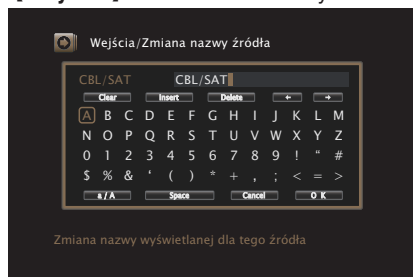 Wejścia/Zmiana nazwy źródła
CBL/SAT CBL/SAT
Clear Insert Delete ← →
A B C D E F G H I J K L M
N O P Q R S T U V W X Y Z
0 1 2 3 4 5 6 7 8 9 ! “ #
$ % & ‘ ( ) * + , ; < = >
a / A Space Cancel O K
Zmiana nazwy wyświetlanej dla tego źródła